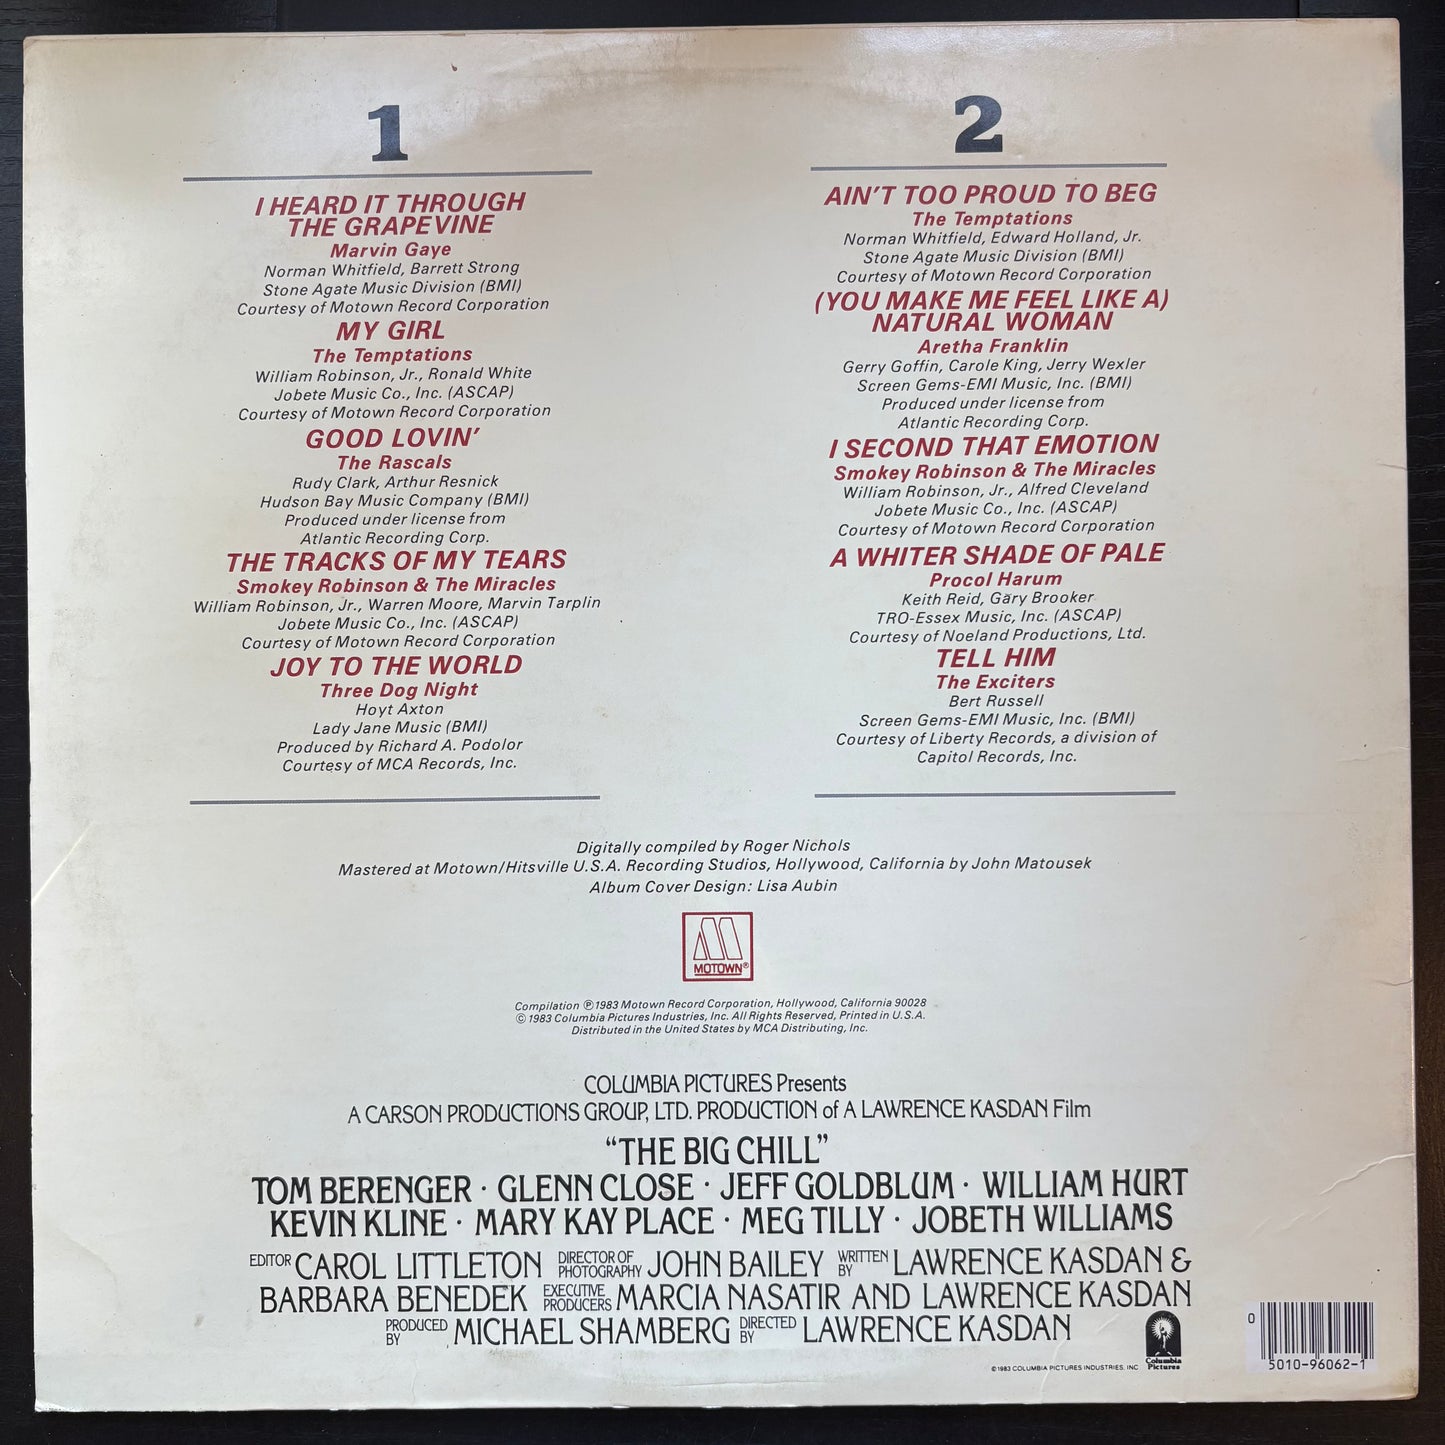 1
I HEARD IT THROUGH
THE GRAPEVINE
Marvin Gaye
Norman Whitfield, Barrett Strong
Stone Agate Music Division (BMI)
Courtesy of Motown Record Corporation
MY GIRL
The Temptations
William Robinson, Jr., Ronald White
Jobete Music Co., Inc. (ASCAP)
Courtesy of Motown Record Corporation
GOOD LOVIN'
The Rascals
Rudy Clark, Arthur Resnick
Hudson Bay Music Company (BMI)
Produced under license from
Atlantic Recording Corp.
THE TRACKS OF MY TEARS
Smokey Robinson & The Miracles
William Robinson, Jr., Warren Moore, Marvin Tarplin
Jobete Music Co., Inc. (ASCAP)
Courtesy of Motown Record Corporation
JOY TO THE WORLD
Three Dog Night
Hoyt Axton
Lady Jane Music (BMI)
Produced by Richard A. Podolor
Courtesy of MCA Records, Inc.
2
AIN'T TOO PROUD TO BEG
The Temptations
Norman Whitfield, Edward Holland, Jr.
Stone Agate Music Division (BMI)
Courtesy of Motown Record Corporation
(YOU MAKE ME FEEL LIKE A)
NATURAL WOMAN
Aretha Franklin
Gerry Goffin, Carole King, Jerry Wexler
Screen Gems-EMI Music, Inc. (BMI)
Produced under license from
Atlantic Recording Corp.
I SECOND THAT EMOTION
Smokey Robinson & The Miracles
William Robinson, Jr., Alfred Cleveland
Jobete Music Co., Inc. (ASCAP)
Courtesy of Motown Record Corporation
A WHITER SHADE OF PALE
Procol Harum
Keith Reid, Gary Brooker
TRO-Essex Music, Inc. (ASCAP)
Courtesy of Noeland Productions, Ltd.
TELL HIM
The Exciters
Bert Russell
Screen Gems-EMI Music, Inc. (BMI)
Courtesy of Liberty Records, a division of
Capitol Records, Inc.
Digitally compiled by Roger Nichols
Mastered at Motown/Hitsville U.S.A. Recording Studios, Hollywood, California by John Matousek
Album Cover Design: Lisa Aubin
MOTOWN®
Compilation ℗ 1983 Motown Record Corporation, Hollywood, California 90028
© 1983 Columbia Pictures Industries, Inc. All Rights Reserved, Printed in U.S.A.
Distributed in the United States by MCA Distributing, Inc.
COLUMBIA PICTURES Presents
A CARSON PRODUCTIONS GROUP, LTD. PRODUCTION of A LAWRENCE KASDAN Film
"THE BIG CHILL"
TOM BERENGER · GLENN CLOSE · JEFF GOLDBLUM · WILLIAM HURT
KEVIN KLINE · MARY KAY PLACE · MEG TILLY · JOBETH WILLIAMS
EDITOR CAROL LITTLETON DIRECTOR OF PHOTOGRAPHY JOHN BAILEY WRITTEN BY LAWRENCE KASDAN &
BARBARA BENEDEK EXECUTIVE PRODUCERS MARCIA NASATIR AND LAWRENCE KASDAN
PRODUCED BY MICHAEL SHAMBERG DIRECTED BY LAWRENCE KASDAN
© 1983 COLUMBIA PICTURES INDUSTRIES, INC.
Columbia
Pictures
0
5010-96062-1